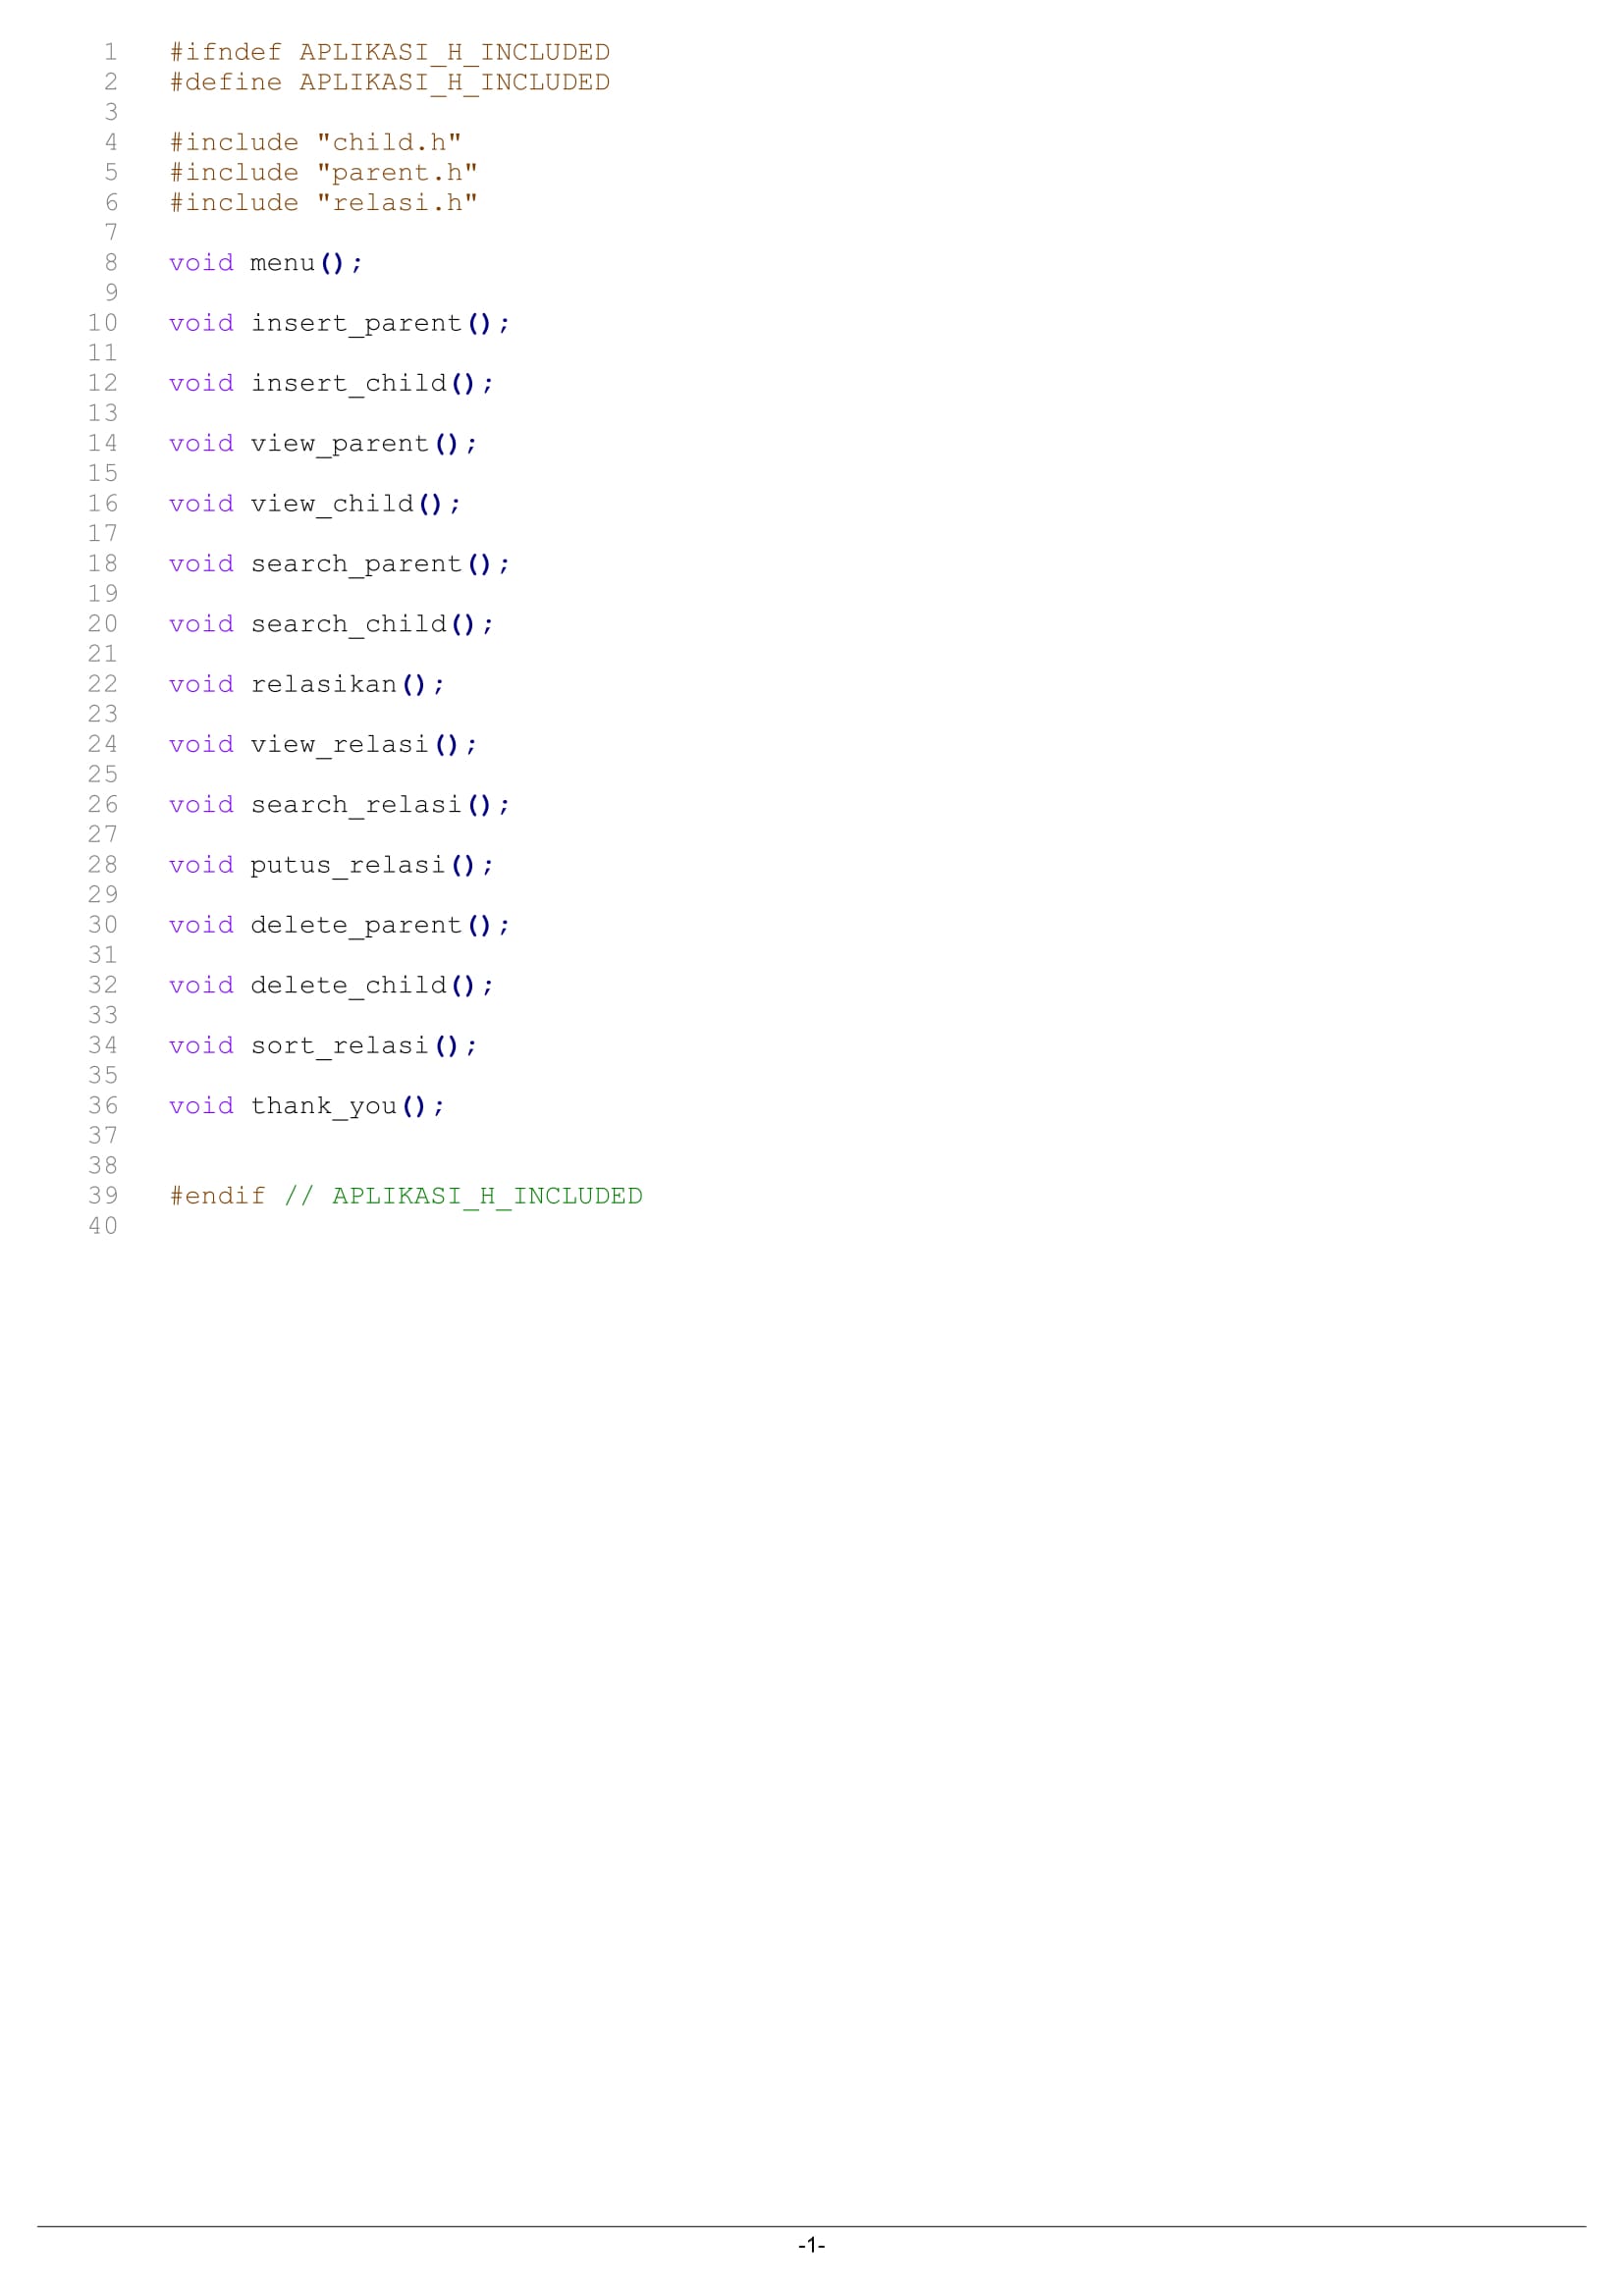 1 #ifndef APLIKASI_H_INCLUDED
2 #define APLIKASI_H_INCLUDED
3
4 #include "child.h"
5 #include "parent.h"
6 #include "relasi.h"
7
8 void menu();
9
10 void insert_parent();
11
12 void insert_child();
13
14 void view_parent();
15
16 void view_child();
17
18 void search_parent();
19
20 void search_child();
21
22 void relasikan();
23
24 void view_relasi();
25
26 void search_relasi();
27
28 void putus_relasi();
29
30 void delete_parent();
31
32 void delete_child();
33
34 void sort_relasi();
35
36 void thank_you();
37
38
39 #endif // APLIKASI_H_INCLUDED
40
-1-